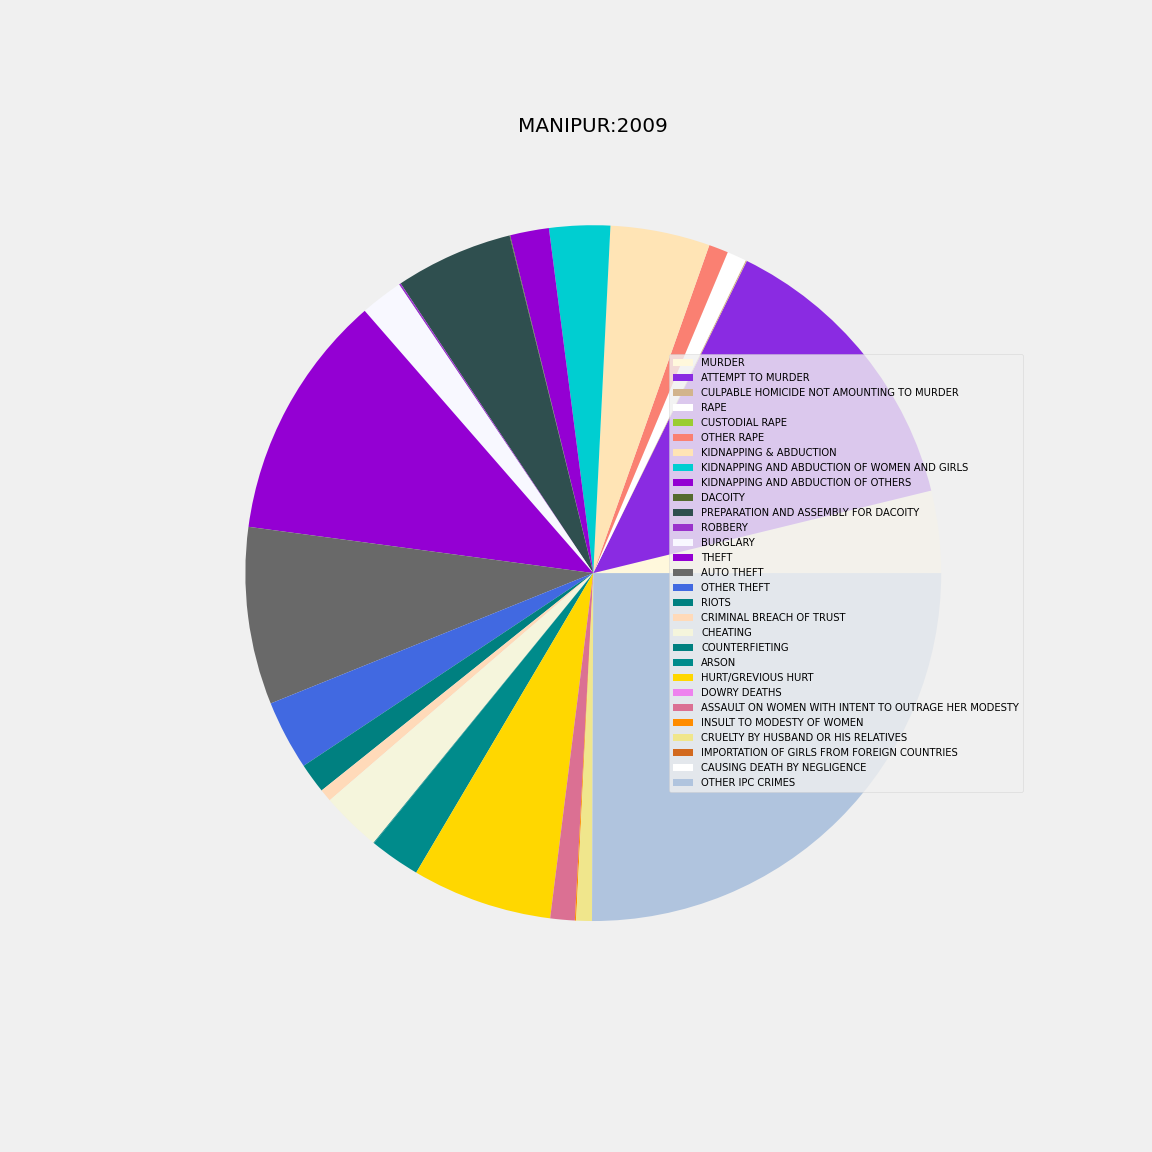 MANIPUR:2009
MURDER
ATTEMPT TO MURDER
CULPABLE HOMICIDE NOT AMOUNTING TO MURDER
RAPE
CUSTODIAL RAPE
OTHER RAPE
KIDNAPPING & ABDUCTION
KIDNAPPING AND ABDUCTION OF WOMEN AND GIRLS
KIDNAPPING AND ABDUCTION OF OTHERS
DACOITY
PREPARATION AND ASSEMBLY FOR DACOITY
ROBBERY
BURGLARY
THEFT
AUTO THEFT
OTHER THEFT
RIOTS
CRIMINAL BREACH OF TRUST
CHEATING
COUNTERFIETING
ARSON
HURT/GREVIOUS HURT
DOWRY DEATHS
ASSAULT ON WOMEN WITH INTENT TO OUTRAGE HER MODESTY
INSULT TO MODESTY OF WOMEN
CRUELTY BY HUSBAND OR HIS RELATIVES
IMPORTATION OF GIRLS FROM FOREIGN COUNTRIES
CAUSING DEATH BY NEGLIGENCE
OTHER IPC CRIMES